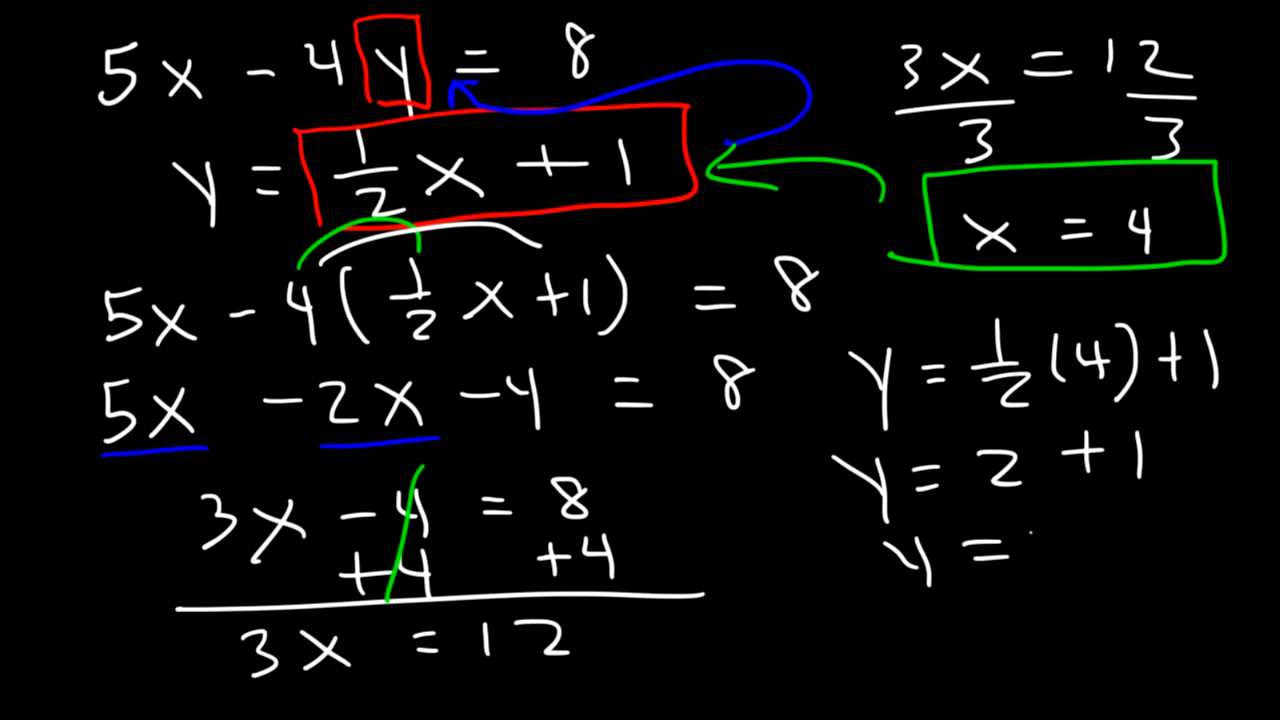 5x - 4y = 8
y = 1/2 x + 1
5x - 4(1/2 x + 1) = 8
5x - 2x - 4 = 8
3x - 4 = 8
+4 +4
3x = 12
3x = 12
3 3
x = 4
y = 1/2 (4) + 1
y = 2 + 1
y =